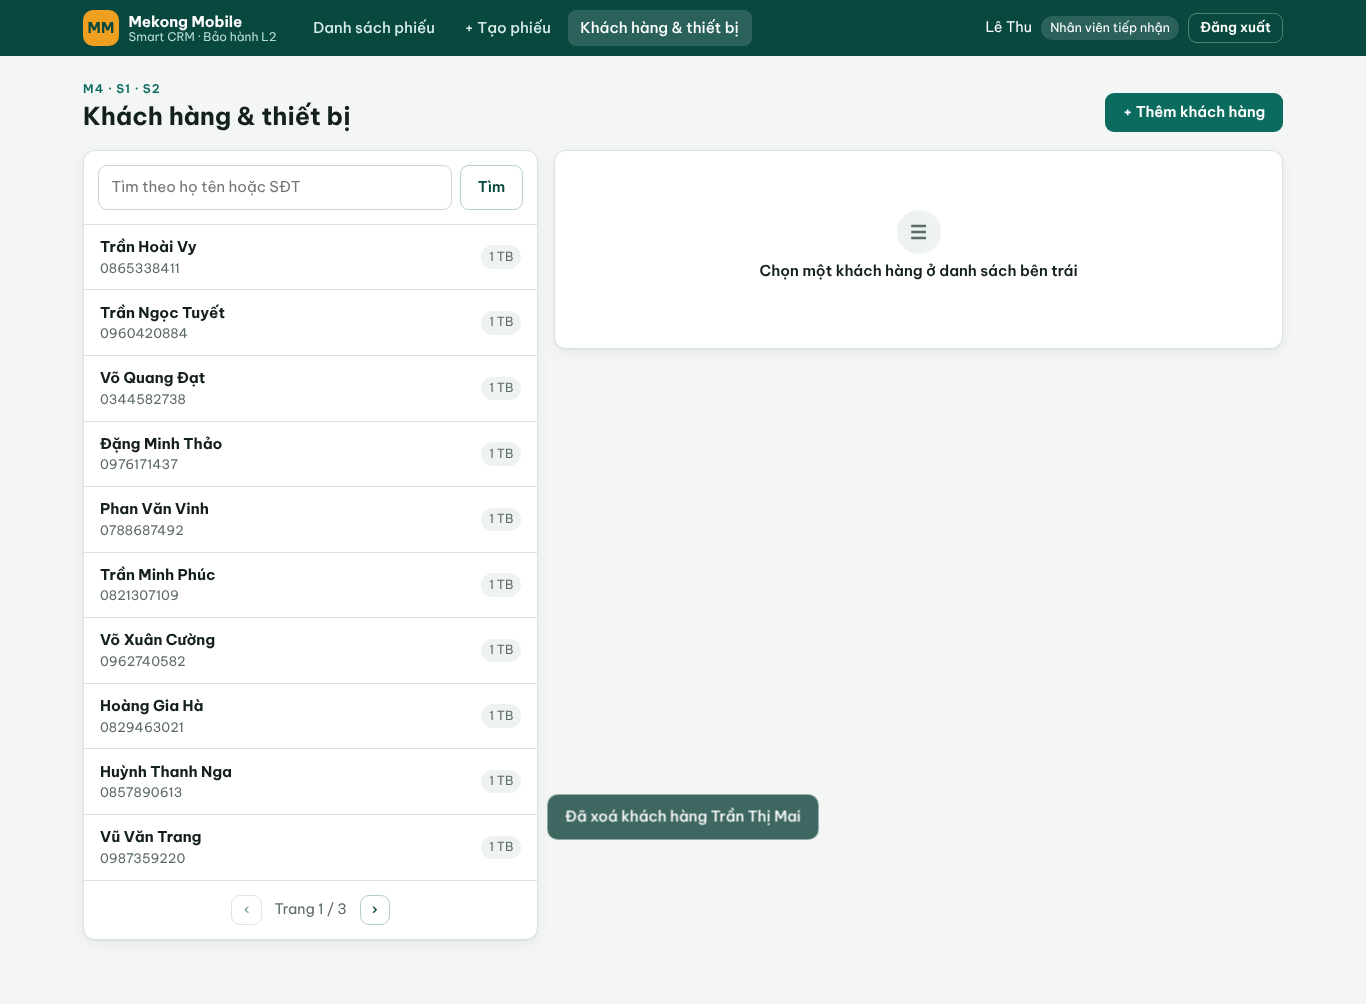 MM
Mekong Mobile
Smart CRM · Bảo hành L2
Danh sách phiếu
+ Tạo phiếu
Khách hàng & thiết bị
Lê Thu
Nhân viên tiếp nhận
Đăng xuất
M4 · S1 · S2
Khách hàng & thiết bị
+ Thêm khách hàng
Tìm theo họ tên hoặc SĐT
Tìm
Trần Hoài Vy
0865338411
1 TB
Trần Ngọc Tuyết
0960420884
1 TB
Võ Quang Đạt
0344582738
1 TB
Đặng Minh Thảo
0976171437
1 TB
Phan Văn Vinh
0788687492
1 TB
Trần Minh Phúc
0821307109
1 TB
Võ Xuân Cường
0962740582
1 TB
Hoàng Gia Hà
0829463021
1 TB
Huỳnh Thanh Nga
0857890613
1 TB
Vũ Văn Trang
0987359220
1 TB
‹ Trang 1 / 3 ›
Chọn một khách hàng ở danh sách bên trái
Đã xoá khách hàng Trần Thị Mai